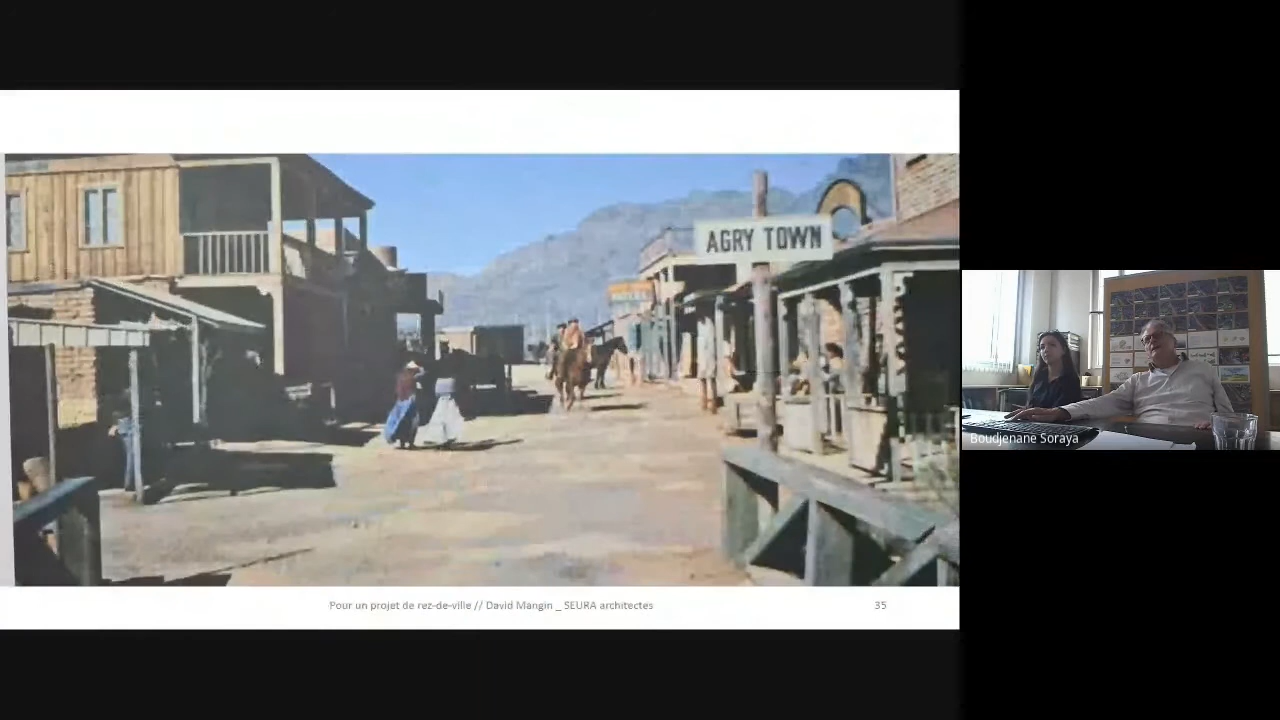 AGRY TOWN
Pour un projet de rez-de-ville // David Mangin _ SEURA architectes
35
Boudjenane Soraya